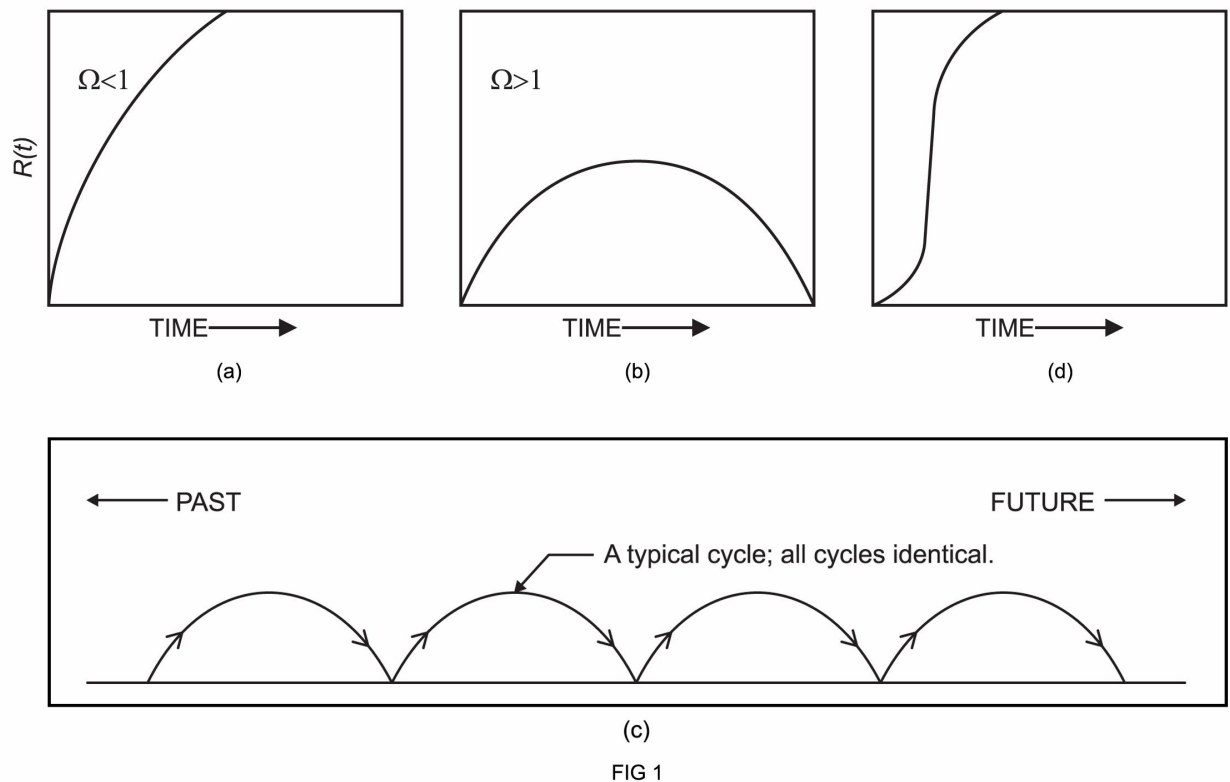 Ω<1
R(t)
TIME
(a)
Ω>1
TIME
(b)
TIME
(d)
PAST
FUTURE
A typical cycle; all cycles identical.
(c)
FIG 1